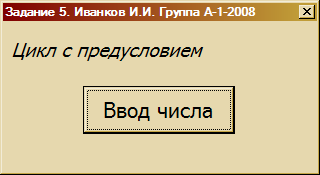 Задание 5. Иванков И.И. Группа А-1-2008
Цикл с предусловием
Ввод числа